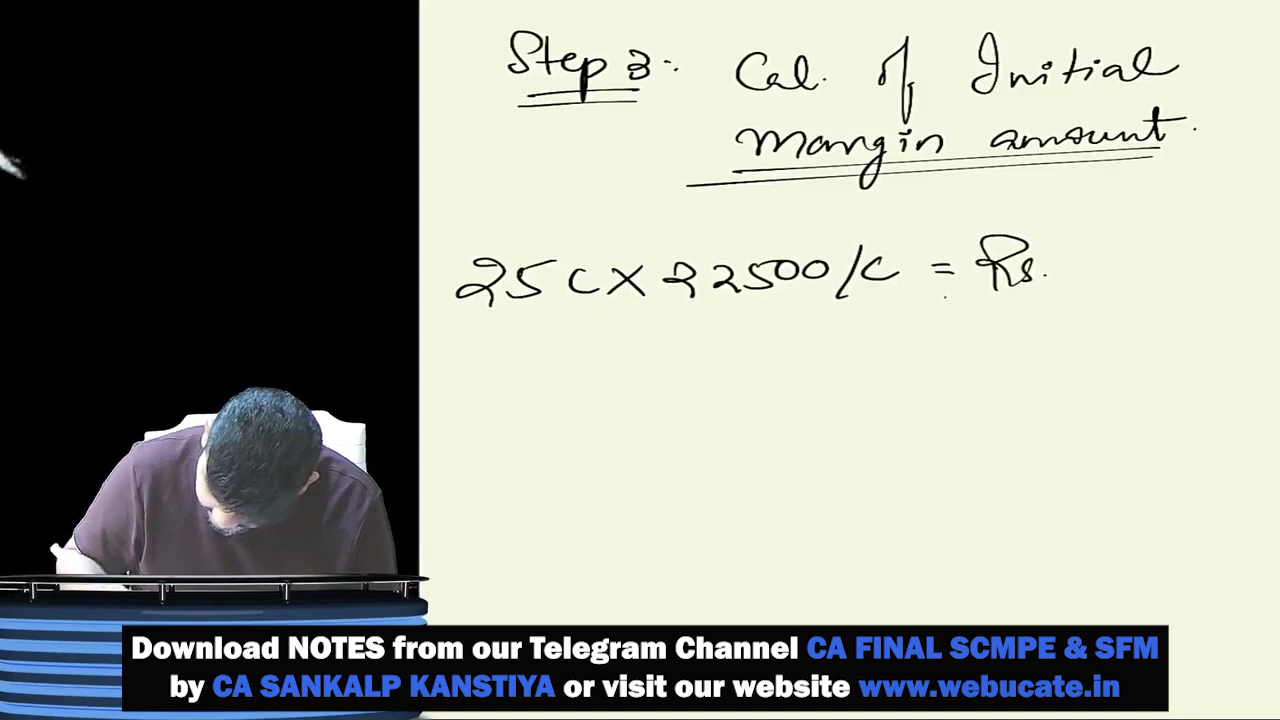 Step 3:. Cal. of Initial
margin amount.
25 C X 22500/C = Rs.
Download NOTES from our Telegram Channel CA FINAL SCMPE & SFM
by CA SANKALP KANSTIYA or visit our website www.webucate.in